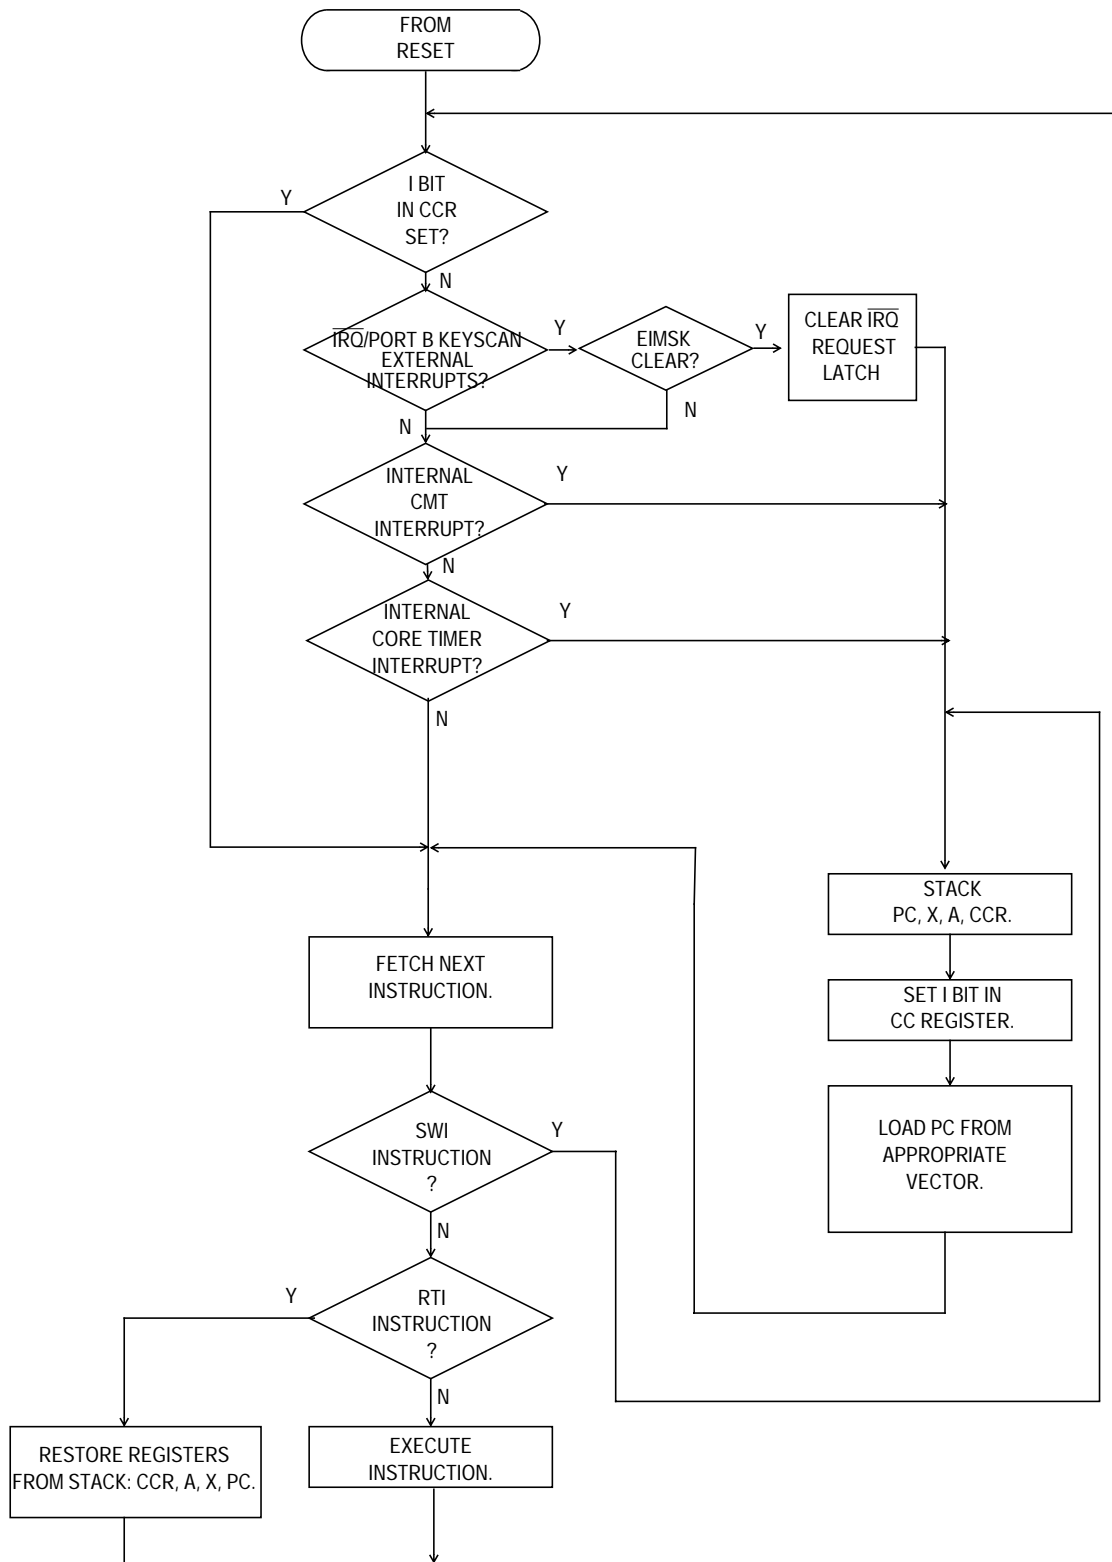 FROM
RESET
I BIT
IN CCR
SET?
Y
N
IRQ/PORT B KEYSCAN
EXTERNAL
INTERRUPTS?
Y
EIMSK
CLEAR?
Y
CLEAR IRQ
REQUEST
LATCH
N
N
INTERNAL
CMT
INTERRUPT?
Y
N
INTERNAL
CORE TIMER
INTERRUPT?
Y
N
STACK
PC, X, A, CCR.
FETCH NEXT
INSTRUCTION.
SET I BIT IN
CC REGISTER.
SWI
INSTRUCTION
?
Y
LOAD PC FROM
APPROPRIATE
VECTOR.
N
RTI
INSTRUCTION
?
Y
N
RESTORE REGISTERS
FROM STACK: CCR, A, X, PC.
EXECUTE
INSTRUCTION.